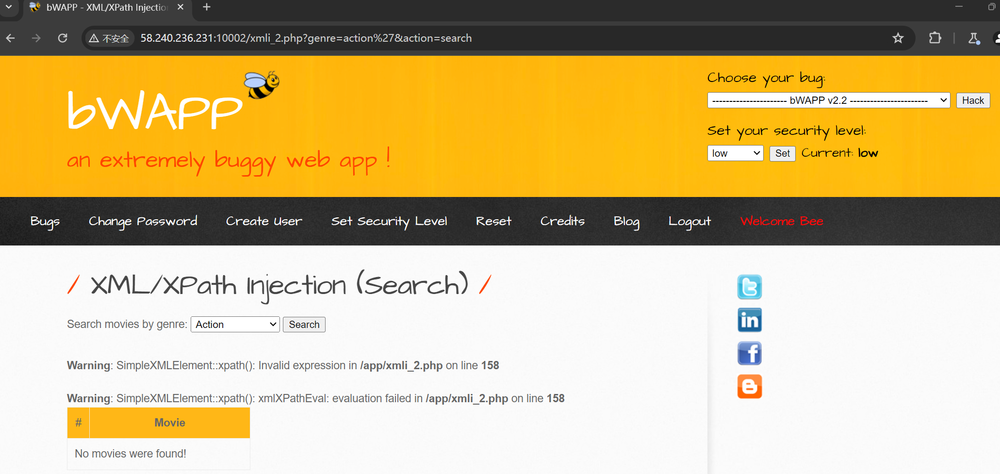 bWAPP - XML/XPath Injectio
不安全
58.240.236.231:10002/xmli_2.php?genre=action%27&action=search
bWAPP
an extremely buggy web app !
Choose your bug:
---------------------- bWAPP v2.2 -----------------------
Hack
Set your security level:
low
Set
Current: low
Bugs
Change Password
Create User
Set Security Level
Reset
Credits
Blog
Logout
Welcome Bee
/ XML/XPath Injection (Search) /
Search movies by genre:
Action
Search
Warning: SimpleXMLElement::xpath(): Invalid expression in /app/xmli_2.php on line 158
Warning: SimpleXMLElement::xpath(): xmlXPathEval: evaluation failed in /app/xmli_2.php on line 158
#
Movie
No movies were found!